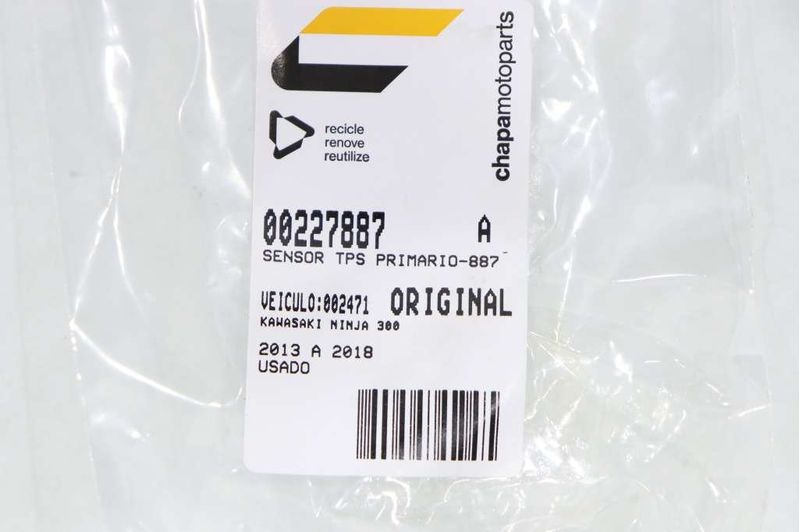 chapamotoparts
recicle
renove
reutilize
00227887 A
SENSOR TPS PRIMARIO-887
VEICULO:002471 ORIGINAL
KAWASAKI NINJA 300
2013 A 2018
USADO